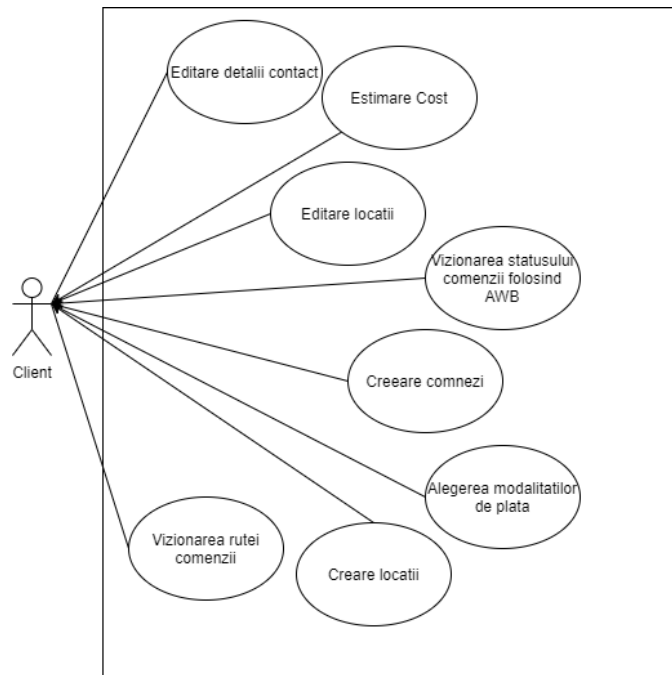 Editare detalii contact
Estimare Cost
Editare locatii
Vizionarea statusului
comenzii folosind
AWB
Client
Creeare comnezi
Alegerea modalitatilor
de plata
Vizionarea rutei
comenzii
Creare locatii